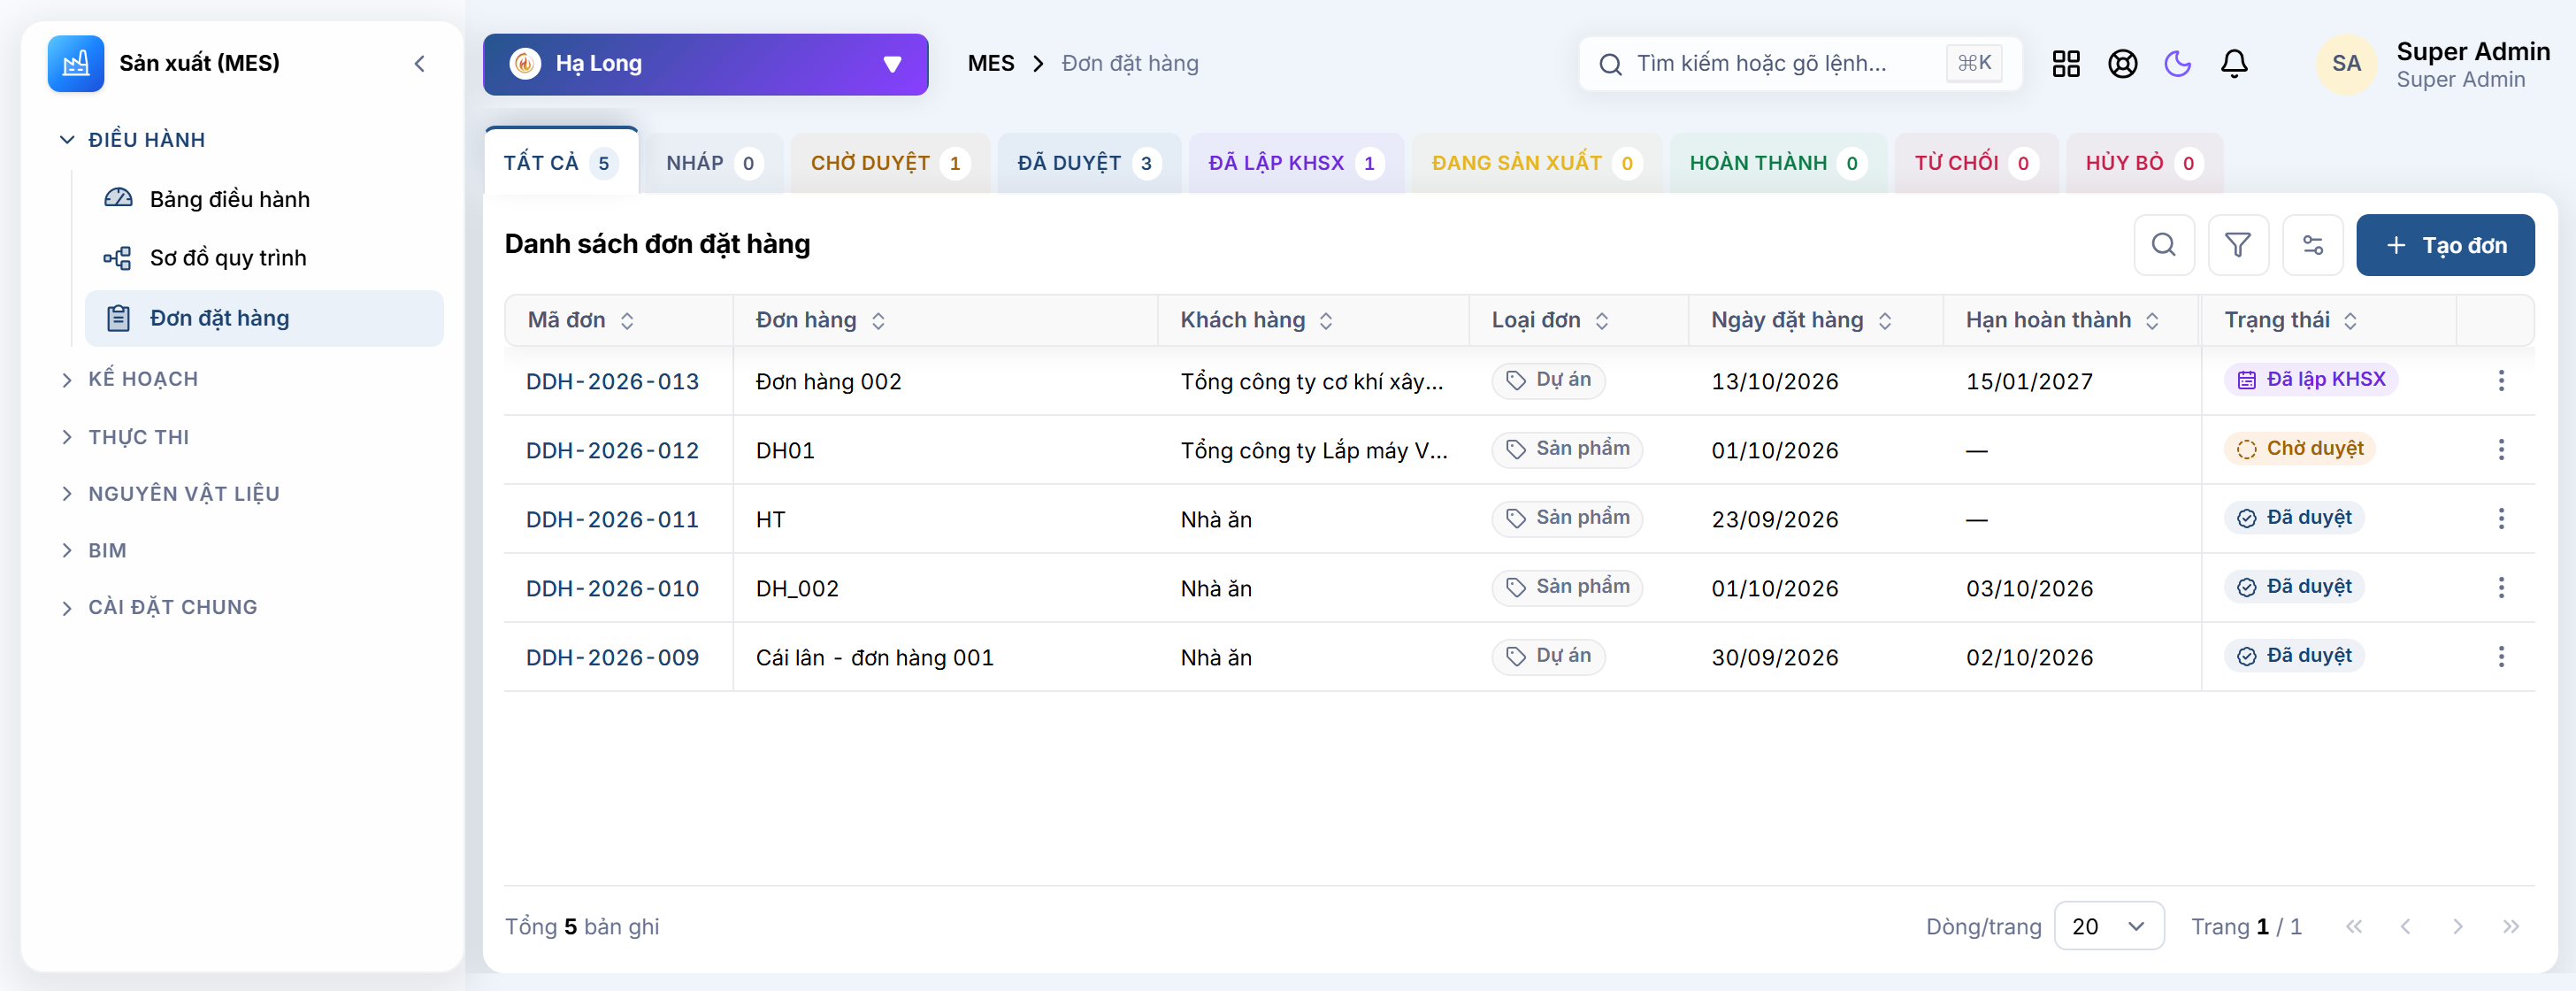 Sản xuất (MES)
ĐIỀU HÀNH
Bảng điều hành
Sơ đồ quy trình
Đơn đặt hàng
KẾ HOẠCH
THỰC THI
NGUYÊN VẬT LIỆU
BIM
CÀI ĐẶT CHUNG
Hạ Long
MES > Đơn đặt hàng
Tìm kiếm hoặc gõ lệnh... ⌘K
SA
Super Admin
Super Admin
TẤT CẢ 5 NHÁP 0 CHỜ DUYỆT 1 ĐÃ DUYỆT 3 ĐÃ LẬP KHSX 1 ĐANG SẢN XUẤT 0 HOÀN THÀNH 0 TỪ CHỐI 0 HỦY BỎ 0
Danh sách đơn đặt hàng
+ Tạo đơn
Mã đơn Đơn hàng Khách hàng Loại đơn Ngày đặt hàng Hạn hoàn thành Trạng thái
DDH-2026-013 Đơn hàng 002 Tổng công ty cơ khí xây... Dự án 13/10/2026 15/01/2027 Đã lập KHSX
DDH-2026-012 DH01 Tổng công ty Lắp máy V... Sản phẩm 01/10/2026 — Chờ duyệt
DDH-2026-011 HT Nhà ăn Sản phẩm 23/09/2026 — Đã duyệt
DDH-2026-010 DH_002 Nhà ăn Sản phẩm 01/10/2026 03/10/2026 Đã duyệt
DDH-2026-009 Cái lân - đơn hàng 001 Nhà ăn Dự án 30/09/2026 02/10/2026 Đã duyệt
Tổng 5 bản ghi
Dòng/trang 20 Trang 1 / 1